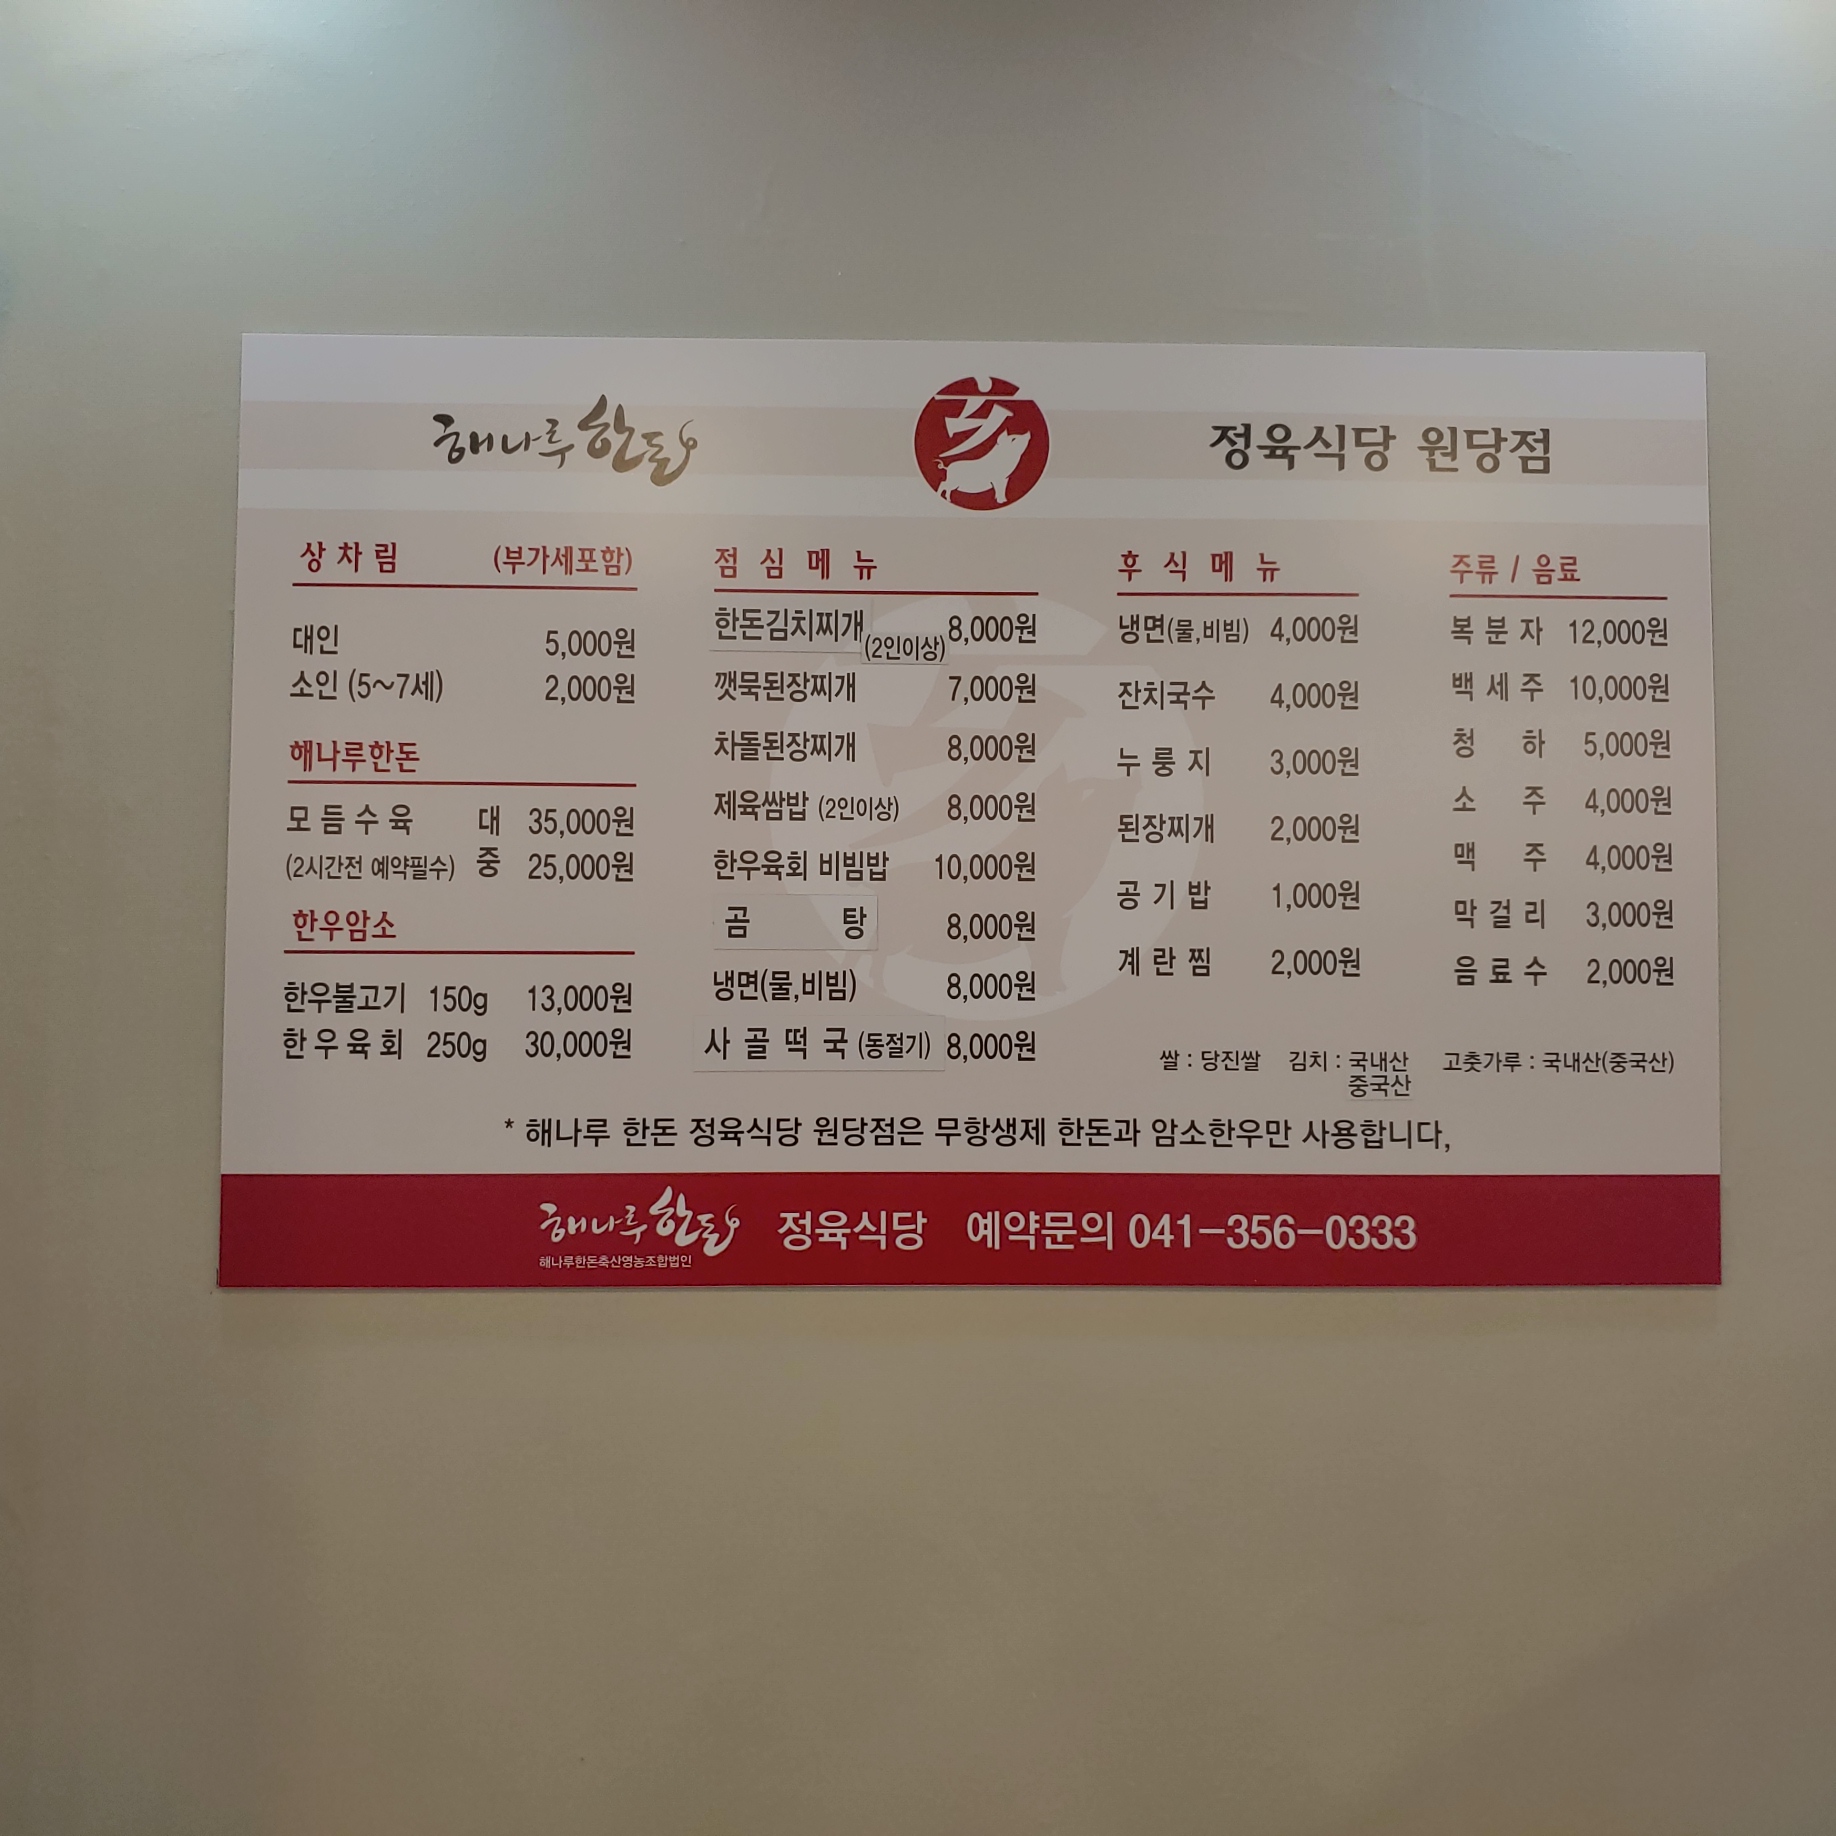 해나루한돈
정육식당 원당점
상차림 (부가세포함)
대인 5,000원
소인 (5~7세) 2,000원
해나루한돈
모듬수육 대 35,000원
(2시간전 예약필수) 중 25,000원
한우암소
한우불고기 150g 13,000원
한우육회 250g 30,000원
점심메뉴
한돈김치찌개 (2인이상) 8,000원
깻묵된장찌개 7,000원
차돌된장찌개 8,000원
제육쌈밥 (2인이상) 8,000원
한우육회 비빔밥 10,000원
곰탕 8,000원
냉면(물,비빔) 8,000원
사골떡국 (동절기) 8,000원
후식메뉴
냉면(물,비빔) 4,000원
잔치국수 4,000원
누룽지 3,000원
된장찌개 2,000원
공기밥 1,000원
계란찜 2,000원
주류 / 음료
복분자 12,000원
백세주 10,000원
청하 5,000원
소주 4,000원
맥주 4,000원
막걸리 3,000원
음료수 2,000원
쌀 : 당진쌀 김치 : 국내산 고춧가루 : 국내산(중국산)
중국산
* 해나루 한돈 정육식당 원당점은 무항생제 한돈과 암소한우만 사용합니다,
해나루한돈 정육식당 예약문의 041-356-0333
해나루한돈축산영농조합법인